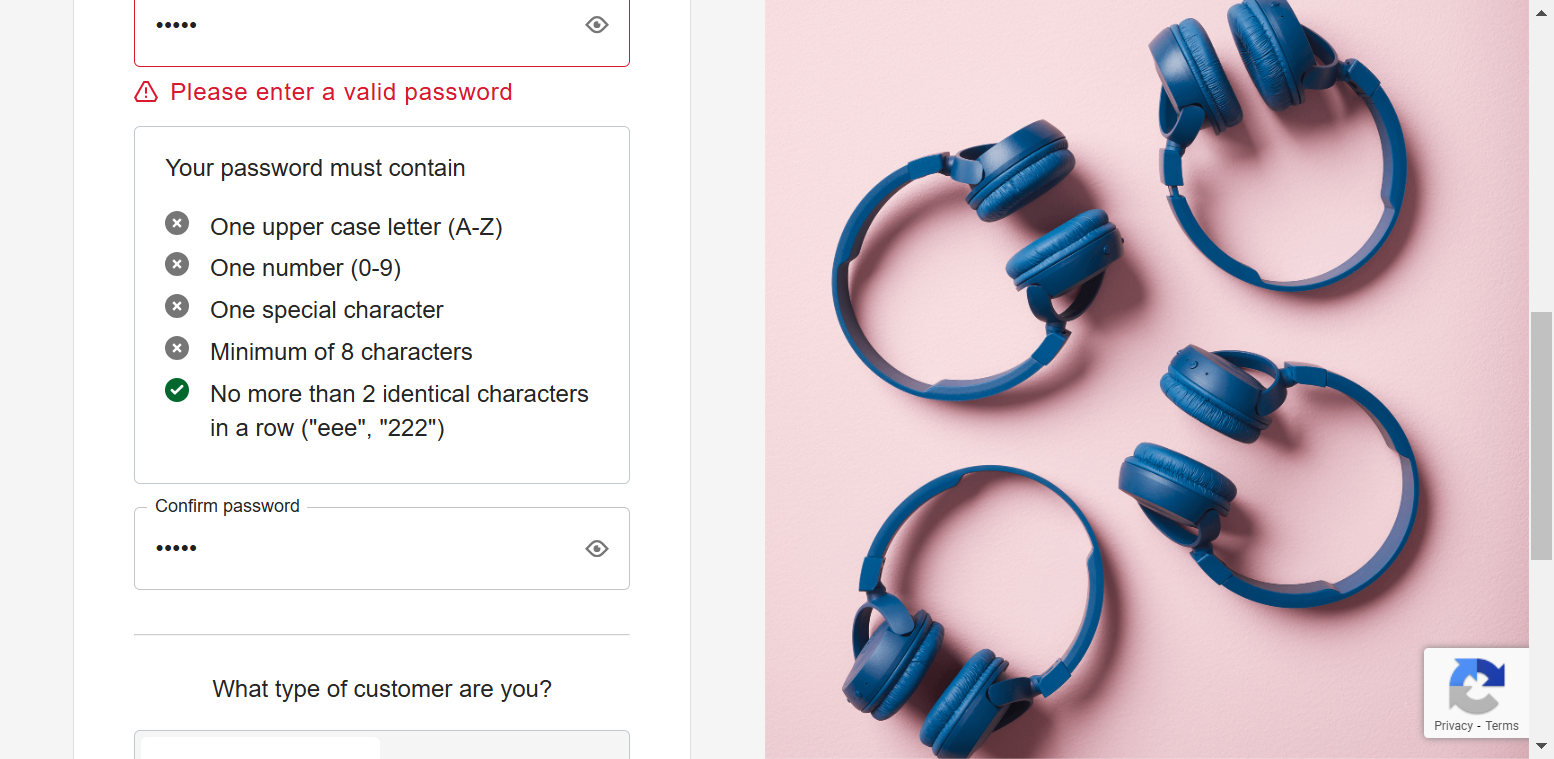 •••••
Please enter a valid password
Your password must contain
One upper case letter (A-Z)
One number (0-9)
One special character
Minimum of 8 characters
No more than 2 identical characters
in a row ("eee", "222")
Confirm password
•••••
What type of customer are you?
Privacy - Terms